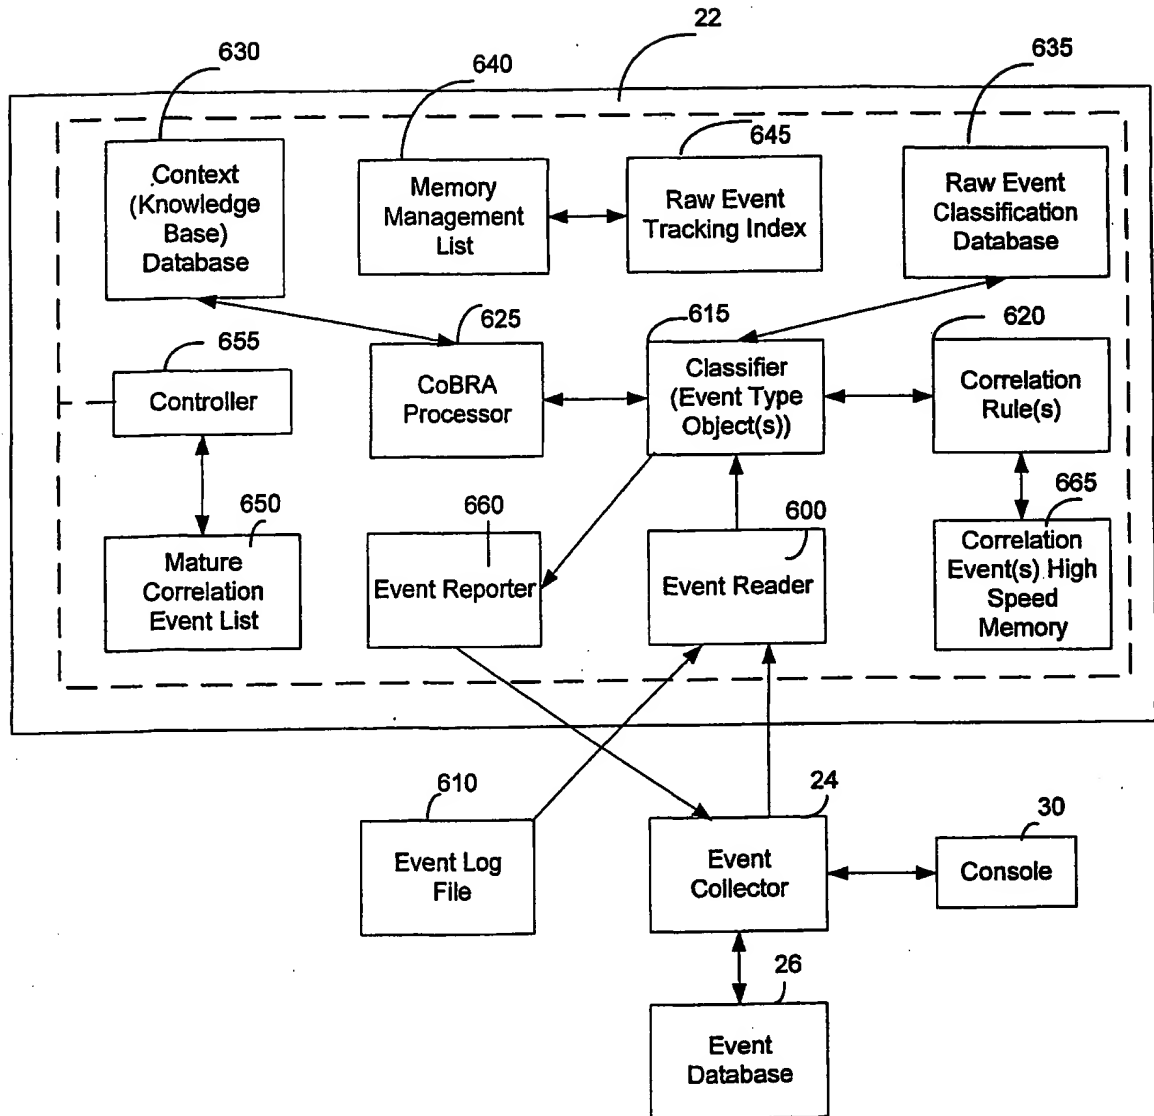 22
630
640
635
645
Context
(Knowledge
Base)
Database
Memory
Management
List
Raw Event
Tracking Index
Raw Event
Classification
Database
655
625
615
620
Controller
CoBRA
Processor
Classifier
(Event Type
Object(s))
Correlation
Rule(s)
650
660
600
665
Mature
Correlation
Event List
Event Reporter
Event Reader
Correlation
Event(s) High
Speed
Memory
610
24
30
Event Log
File
Event
Collector
Console
26
Event
Database